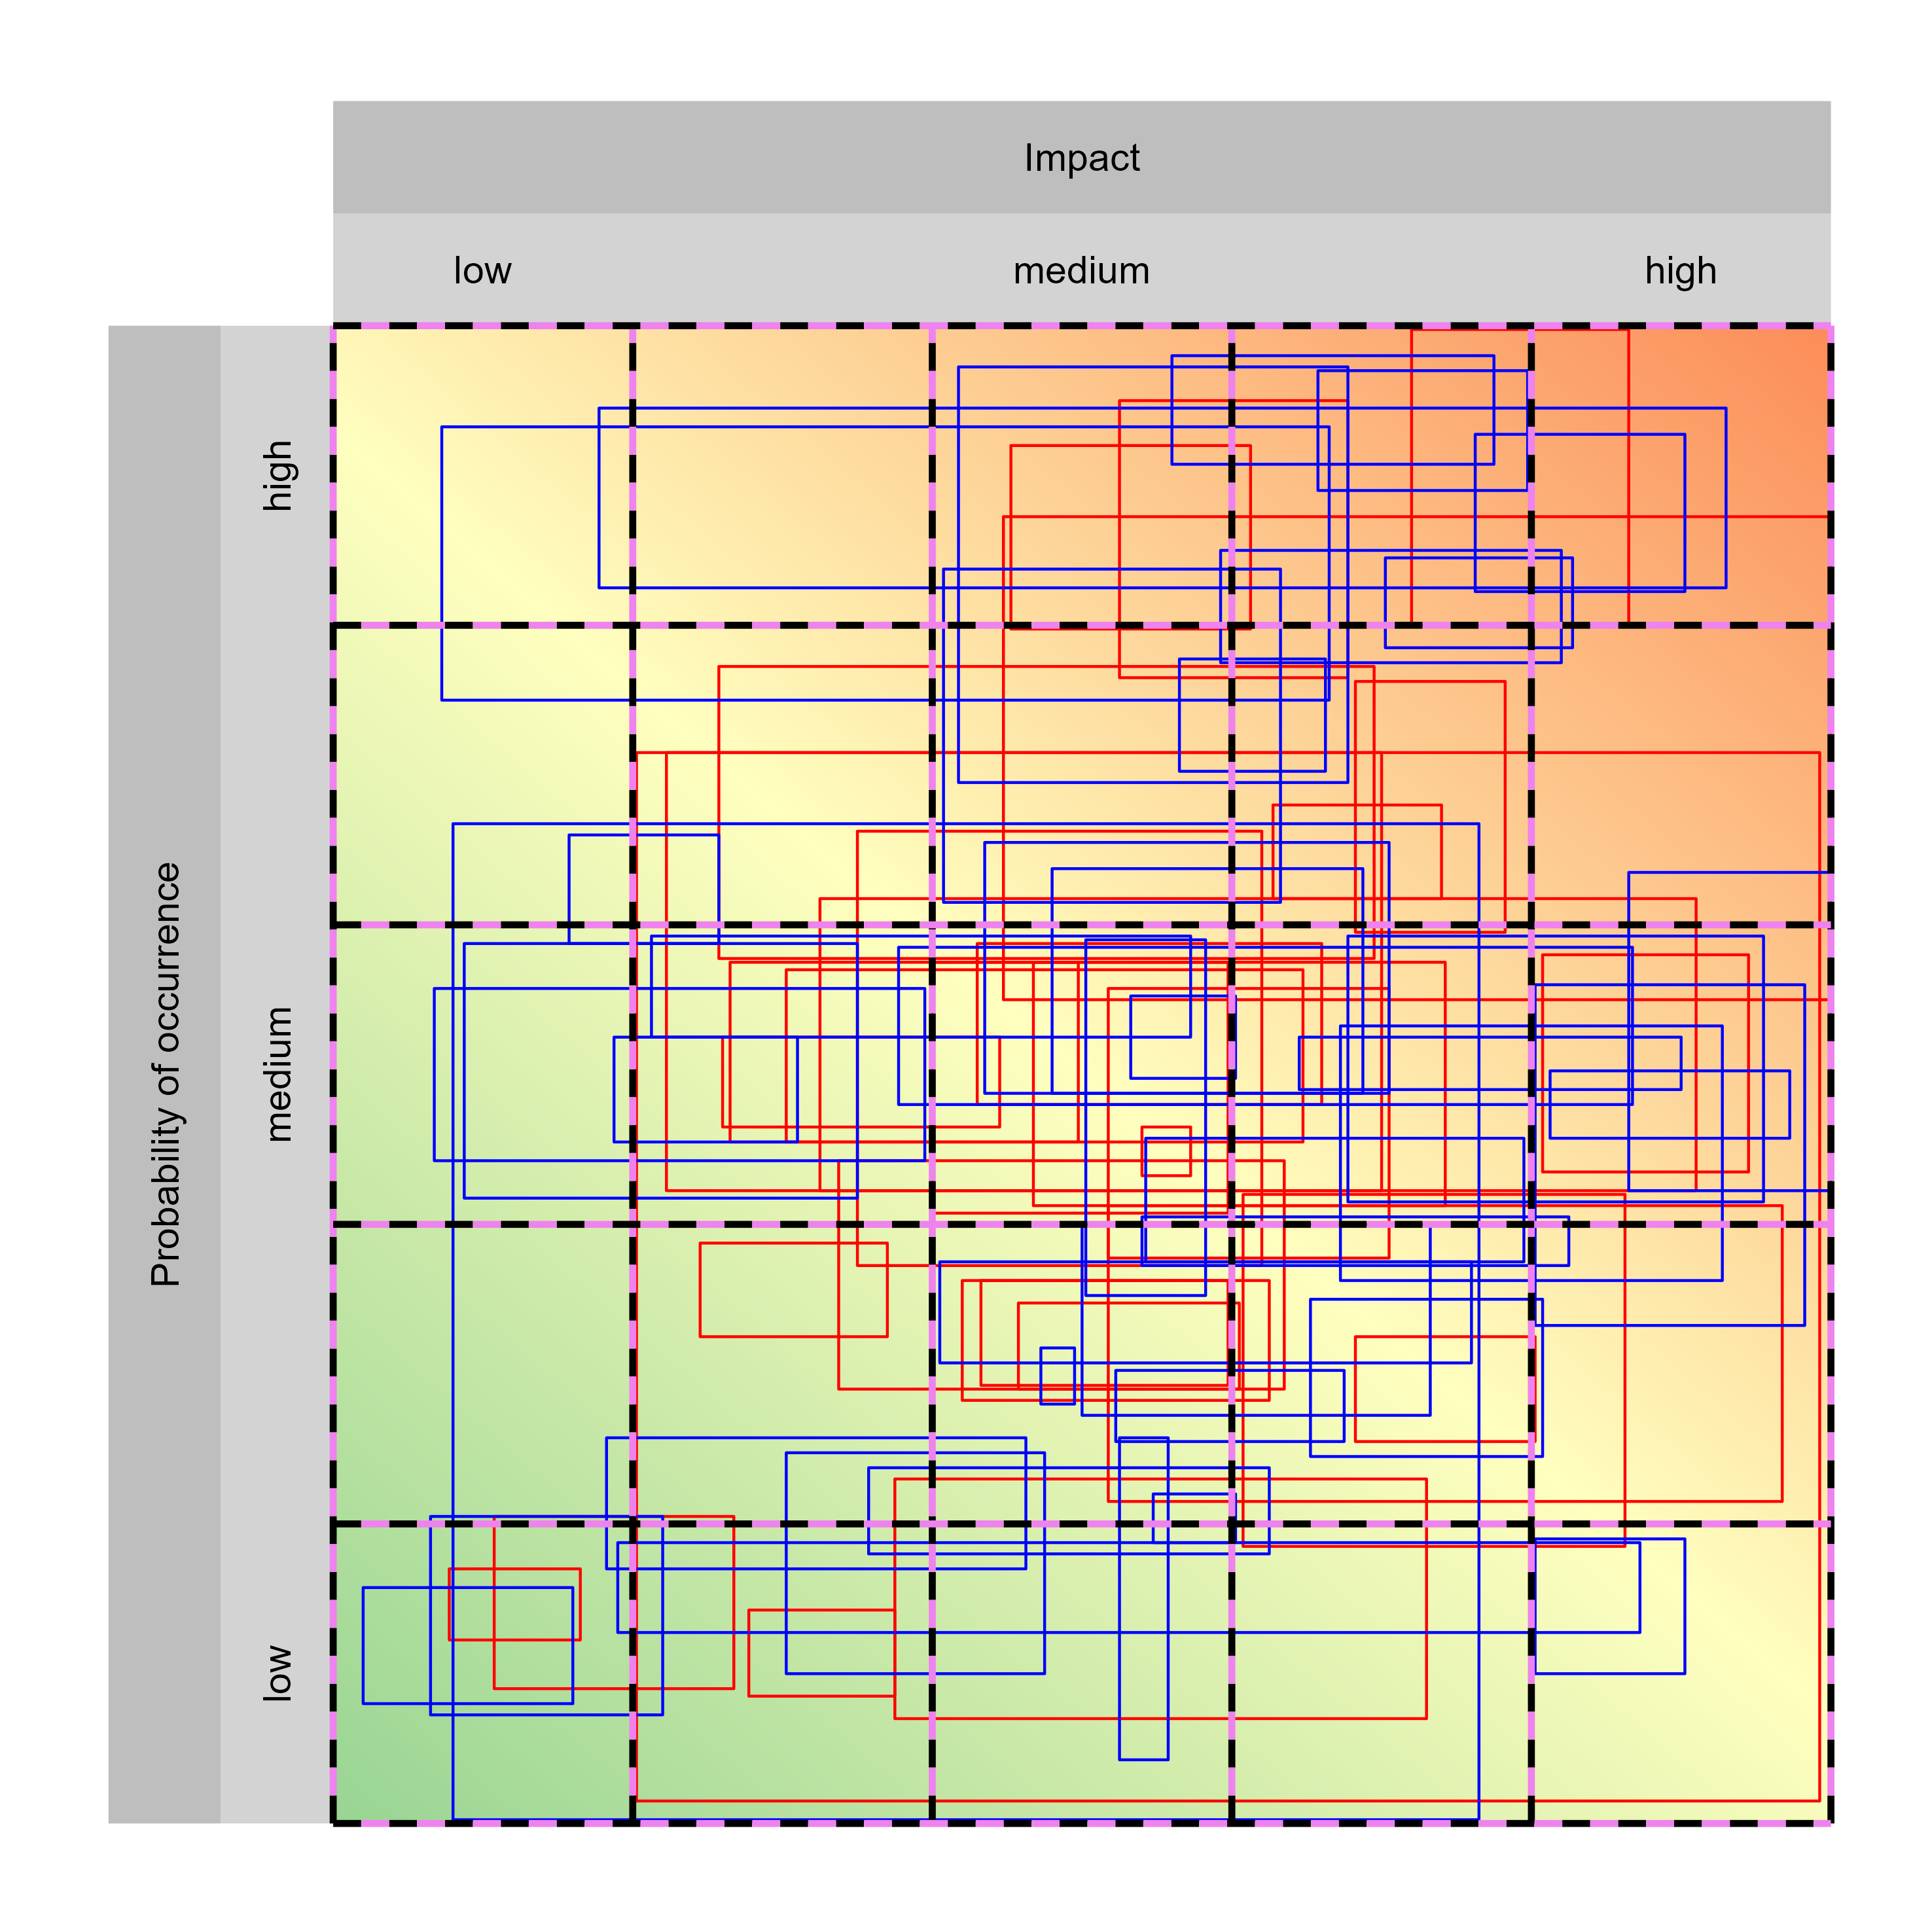 Impact
low medium high
Probability of occurrence
high
medium
low